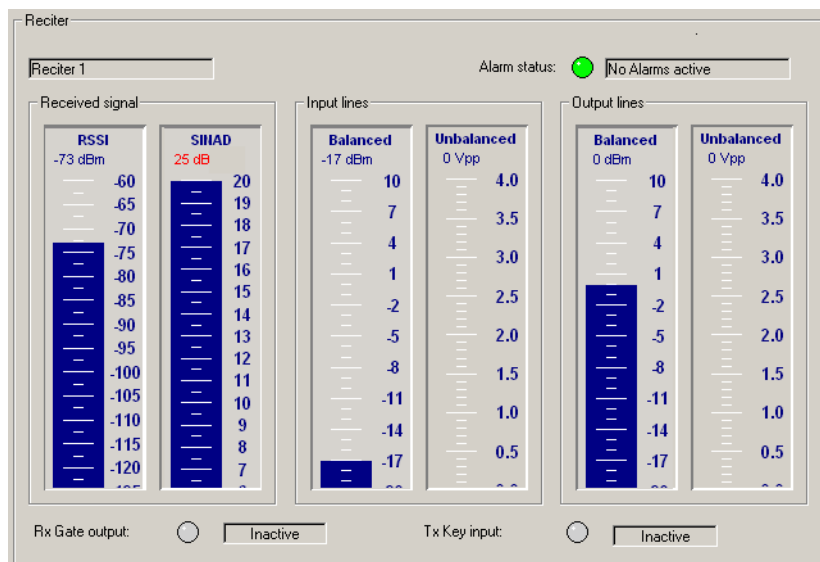 Reciter
Reciter 1
Alarm status:
No Alarms active
Received signal
RSSI
-73 dBm
-60
-65
-70
-75
-80
-85
-90
-95
-100
-105
-110
-115
-120
SINAD
25 dB
20
19
18
17
16
15
14
13
12
11
10
9
8
7
Input lines
Balanced
-17 dBm
10
7
4
1
-2
-5
-8
-11
-14
-17
Unbalanced
0 Vpp
4.0
3.5
3.0
2.5
2.0
1.5
1.0
0.5
Output lines
Balanced
0 dBm
10
7
4
1
-2
-5
-8
-11
-14
-17
Unbalanced
0 Vpp
4.0
3.5
3.0
2.5
2.0
1.5
1.0
0.5
Rx Gate output:
Inactive
Tx Key input:
Inactive